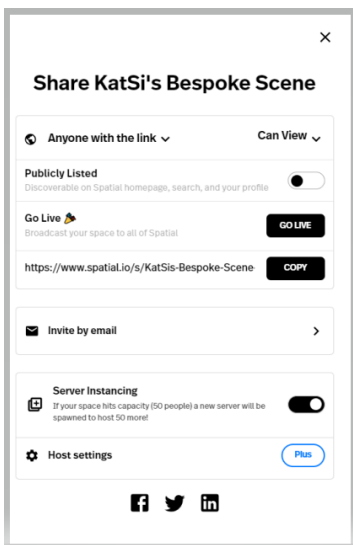 Share KatSi's Bespoke Scene
Anyone with the link
Can View
Publicly Listed
Discoverable on Spatial homepage, search, and your profile
Go Live
Broadcast your space to all of Spatial
GO LIVE
https://www.spatial.io/s/KatSis-Bespoke-Scene-
COPY
Invite by email
Server Instancing
If your space hits capacity (50 people) a new server will be
spawned to host 50 more!
Host settings
Plus